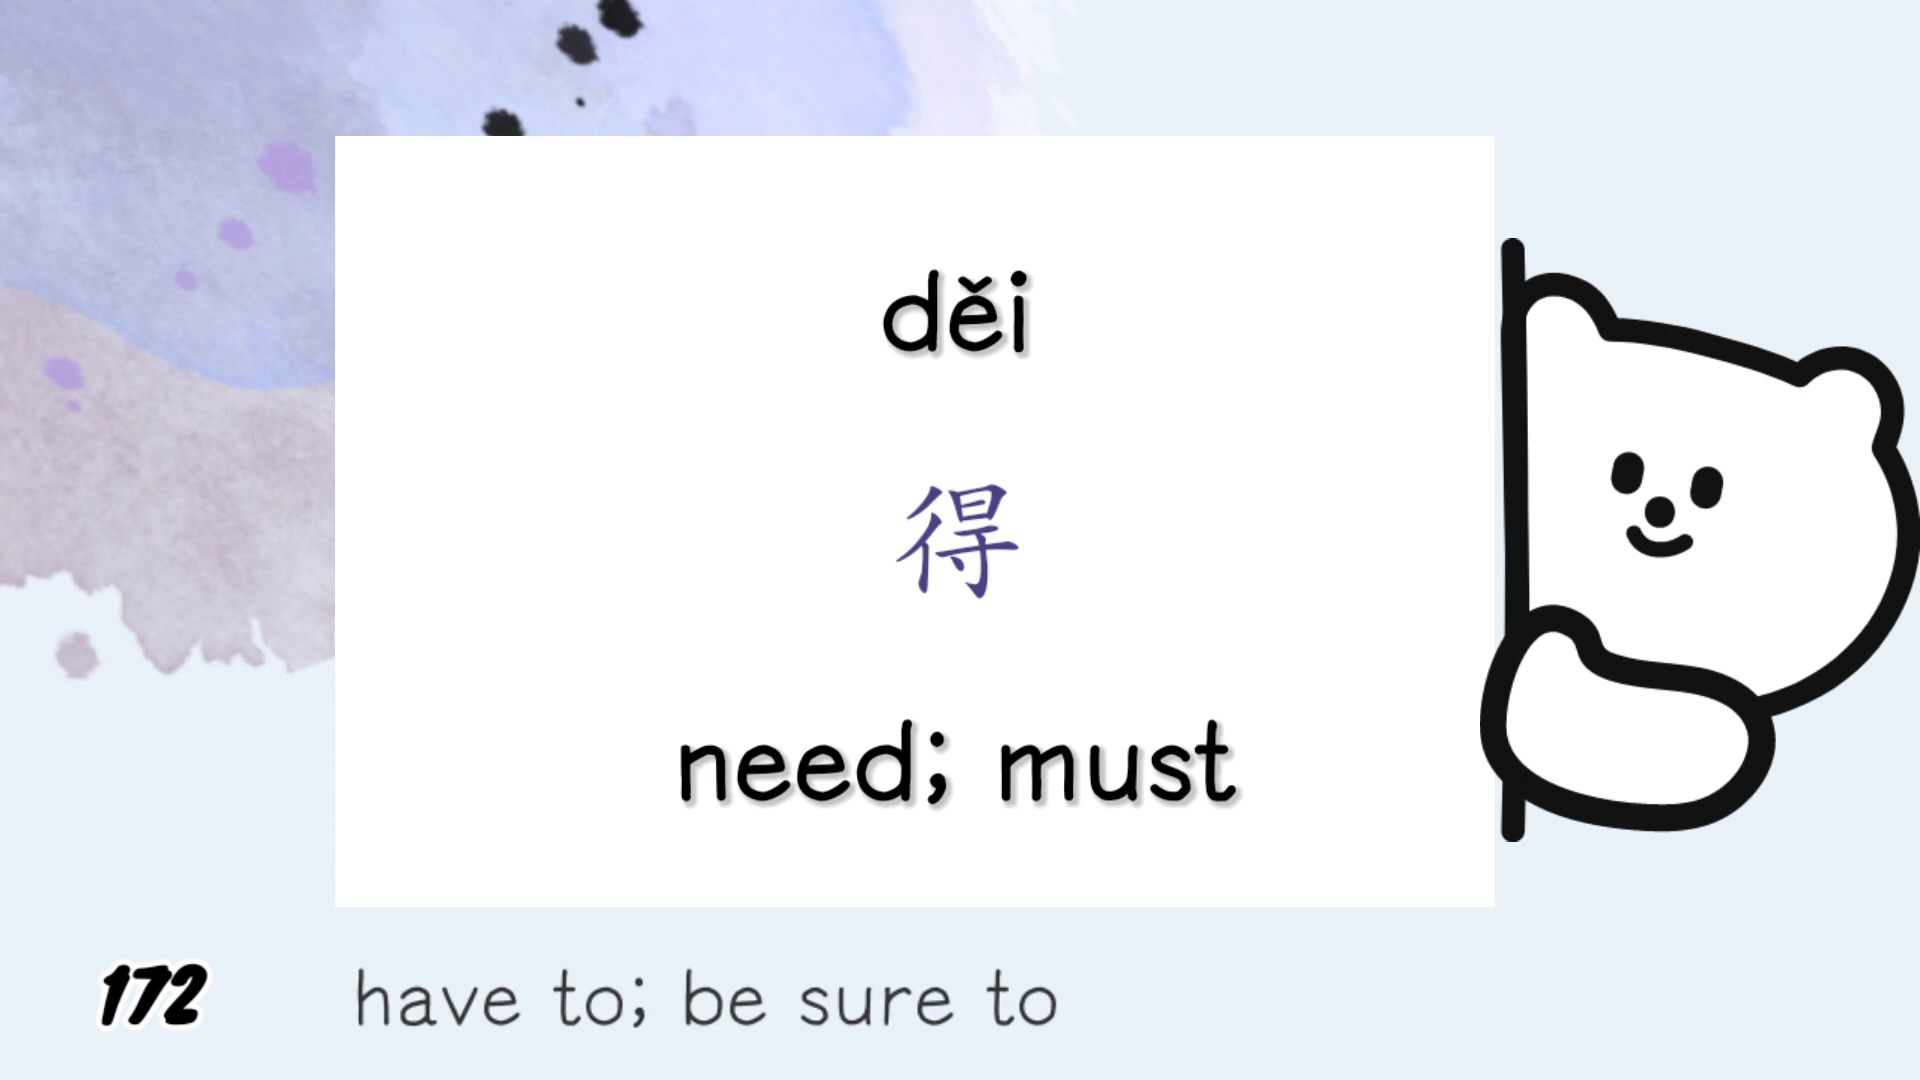 děi
得
need; must
172
have to; be sure to